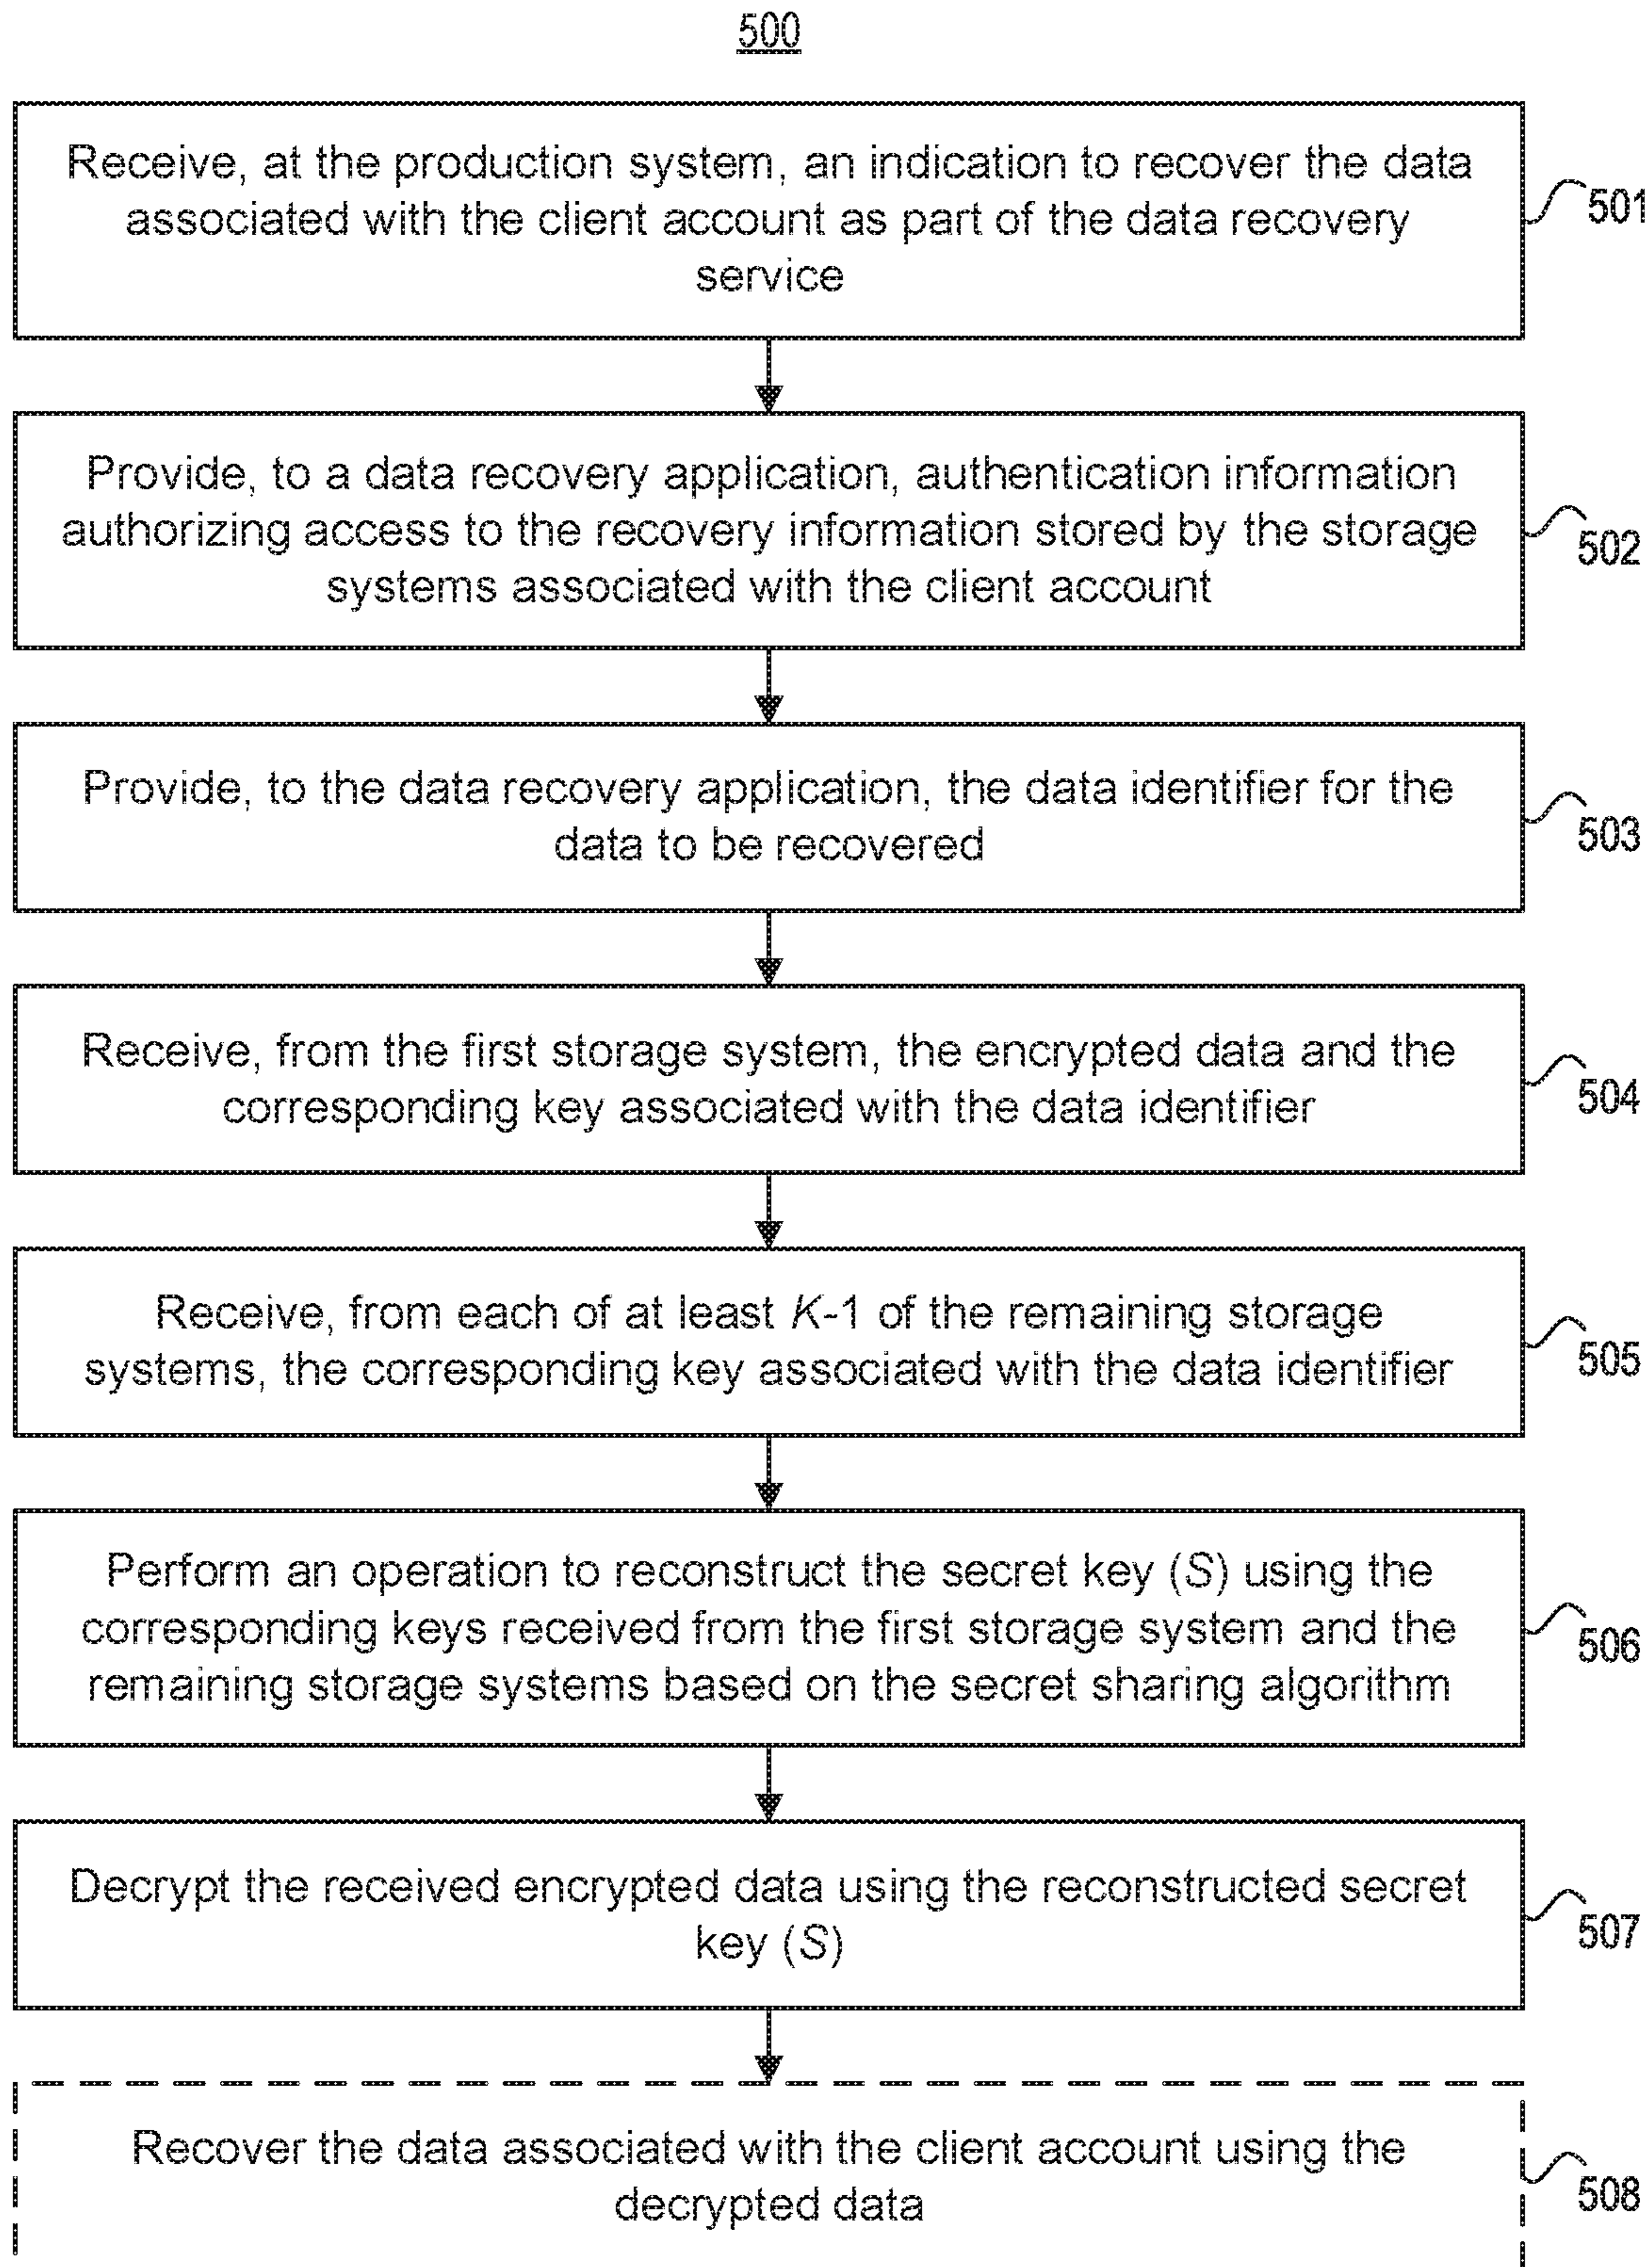 500
Receive, at the production system, an indication to recover the data
associated with the client account as part of the data recovery
service
501
Provide, to a data recovery application, authentication information
authorizing access to the recovery information stored by the storage
systems associated with the client account
502
Provide, to the data recovery application, the data identifier for the
data to be recovered
503
Receive, from the first storage system, the encrypted data and the
corresponding key associated with the data identifier
504
Receive, from each of at least K-1 of the remaining storage
systems, the corresponding key associated with the data identifier
505
Perform an operation to reconstruct the secret key (S) using the
corresponding keys received from the first storage system and the
remaining storage systems based on the secret sharing algorithm
506
Decrypt the received encrypted data using the reconstructed secret
key (S)
507
Recover the data associated with the client account using the
decrypted data
508